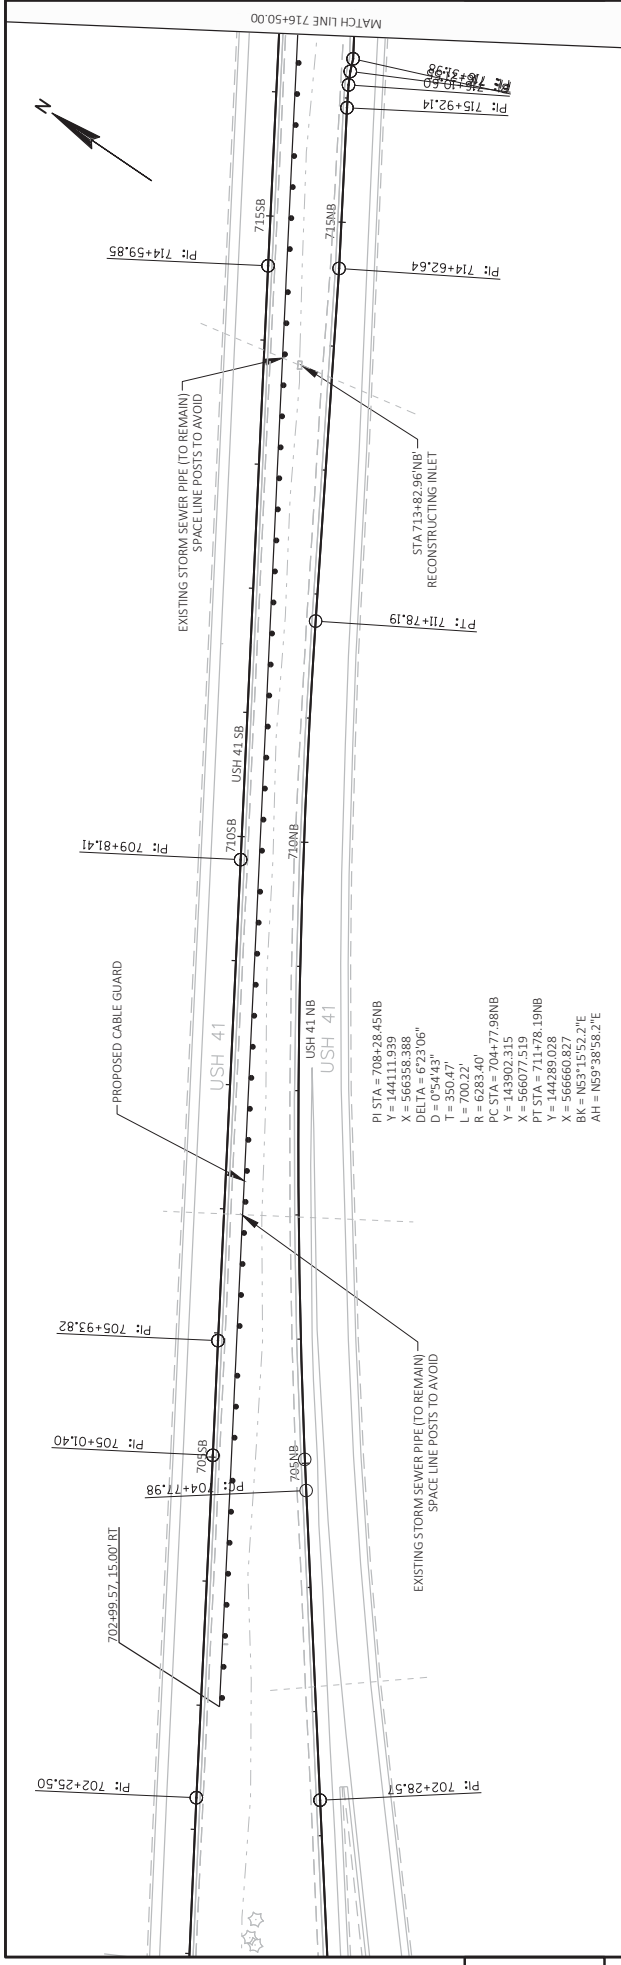 MATCH LINE 716+50.00
N
PI: 715+92.14
715SB
715NB
PI: 714+59.85
PI: 714+62.64
EXISTING STORM SEWER PIPE (TO REMAIN)
SPACE LINE POSTS TO AVOID
STA 713+82.96'NB'
RECONSTRUCTING INLET
PT: 711+78.19
USH 41 SB
710SB
710NB
PI: 709+81.41
PROPOSED CABLE GUARD
USH 41
USH 41 NB
USH 41
PI STA = 708+28.45NB
Y = 144111.939
X = 566358.388
DELTA = 6°23'06"
D = 0°54'43"
T = 350.47'
L = 700.22'
R = 6283.40'
PC STA = 704+77.98NB
Y = 143902.315
X = 566077.519
PT STA = 711+78.19NB
Y = 144289.028
X = 566660.827
BK = N53°15'52.2"E
AH = N59°38'58.2"E
PI: 705+93.82
PI: 705+01.40
705SB
705NB
PC: 704+77.98
EXISTING STORM SEWER PIPE (TO REMAIN)
SPACE LINE POSTS TO AVOID
702+99.57, 15.00' RT
PI: 702+25.50
PI: 702+28.57